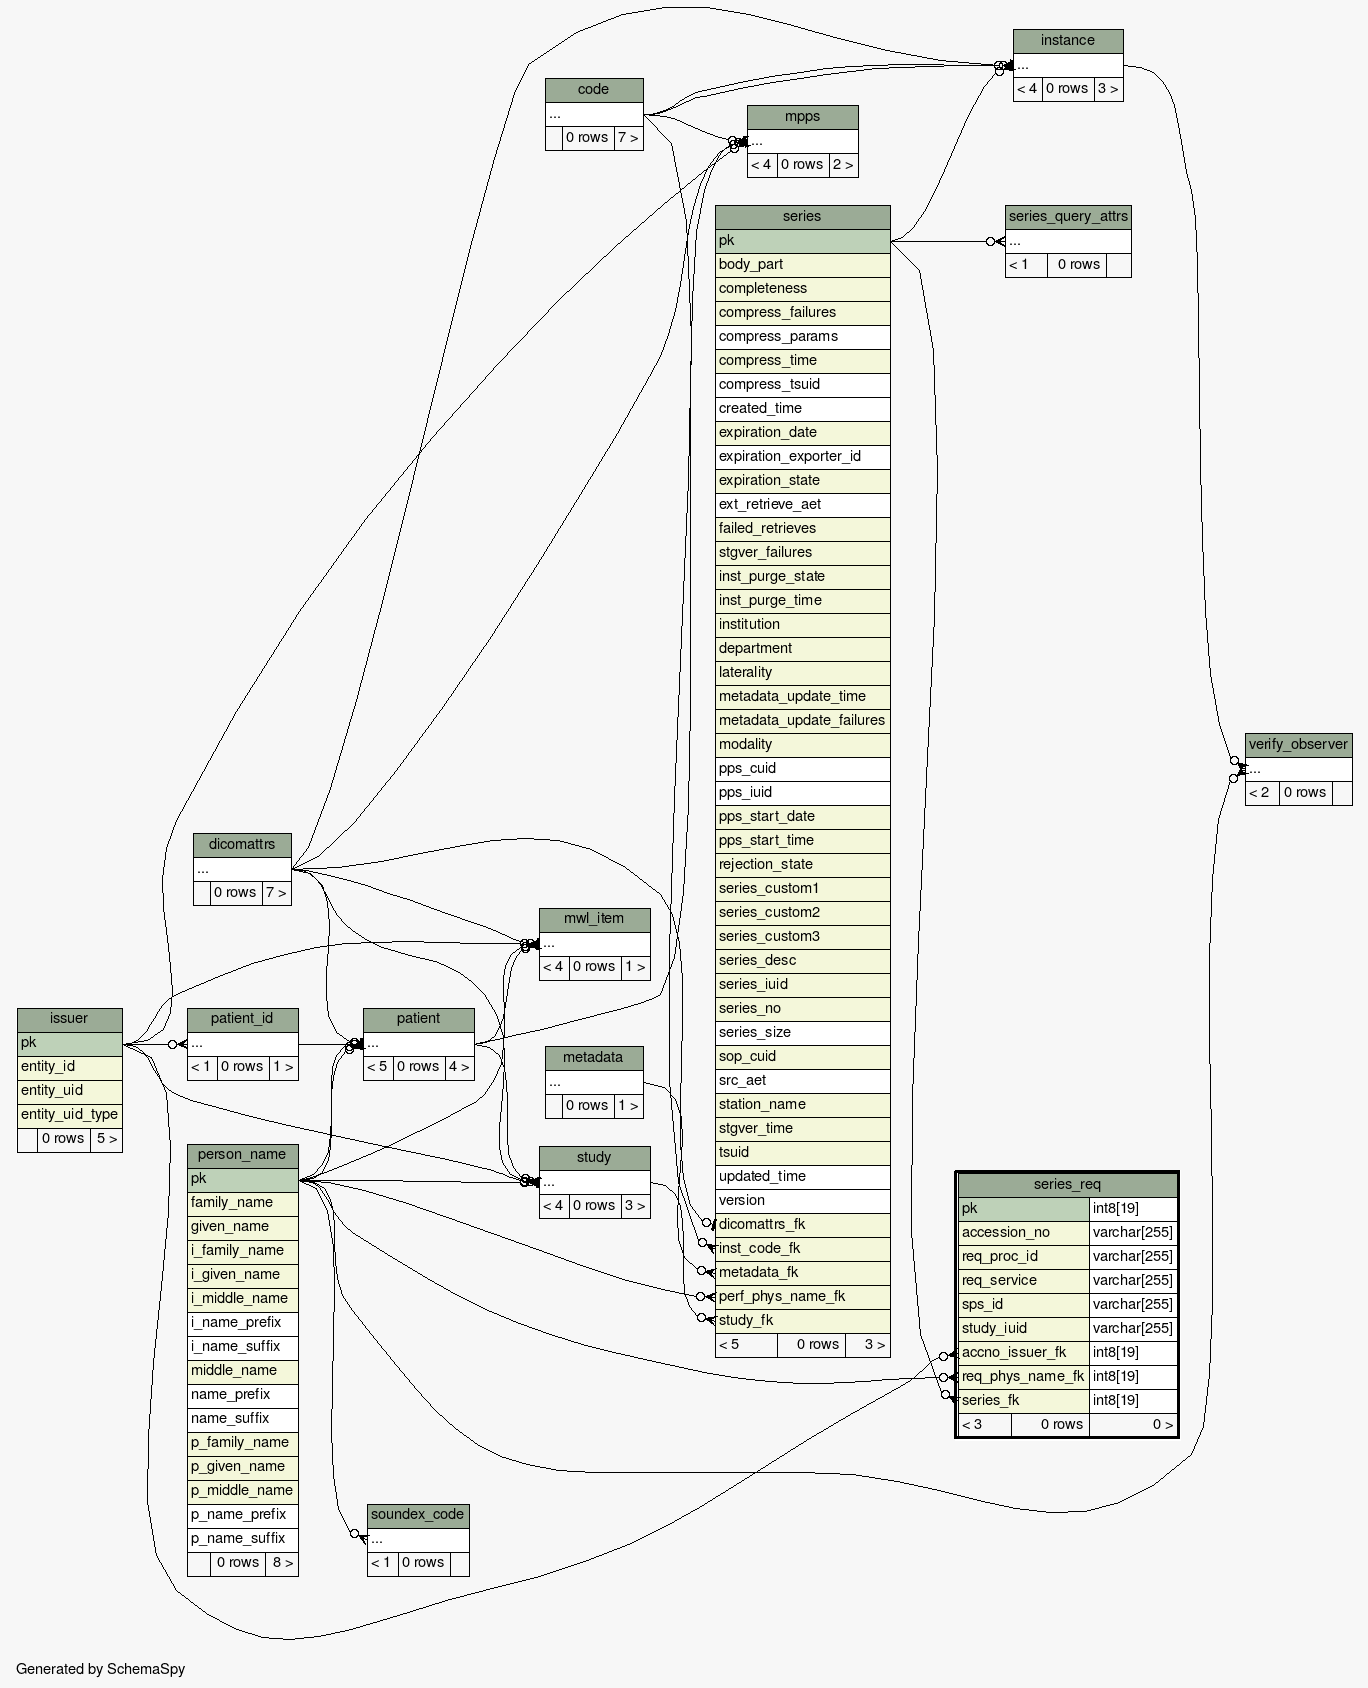 instance
...
< 4 0 rows 3 >
code
...
0 rows 7 >
mpps
...
< 4 0 rows 2 >
series
pk
body_part
completeness
compress_failures
compress_params
compress_time
compress_tsuid
created_time
expiration_date
expiration_exporter_id
expiration_state
ext_retrieve_aet
failed_retrieves
stgver_failures
inst_purge_state
inst_purge_time
institution
department
laterality
metadata_update_time
metadata_update_failures
modality
pps_cuid
pps_iuid
pps_start_date
pps_start_time
rejection_state
series_custom1
series_custom2
series_custom3
series_desc
series_iuid
series_no
series_size
sop_cuid
src_aet
station_name
stgver_time
tsuid
updated_time
version
dicomattrs_fk
inst_code_fk
metadata_fk
perf_phys_name_fk
study_fk
< 5 0 rows 3 >
series_query_attrs
...
< 1 0 rows
verify_observer
...
< 2 0 rows
dicomattrs
...
0 rows 7 >
mwl_item
...
< 4 0 rows 1 >
issuer
pk
entity_id
entity_uid
entity_uid_type
0 rows 5 >
patient_id
...
< 1 0 rows 1 >
patient
...
< 5 0 rows 4 >
metadata
...
0 rows 1 >
person_name
pk
family_name
given_name
i_family_name
i_given_name
i_middle_name
i_name_prefix
i_name_suffix
middle_name
name_prefix
name_suffix
p_family_name
p_given_name
p_middle_name
p_name_prefix
p_name_suffix
0 rows 8 >
study
...
< 4 0 rows 3 >
series_req
pk int8[19]
accession_no varchar[255]
req_proc_id varchar[255]
req_service varchar[255]
sps_id varchar[255]
study_iuid varchar[255]
accno_issuer_fk int8[19]
req_phys_name_fk int8[19]
series_fk int8[19]
< 3 0 rows 0 >
soundex_code
...
< 1 0 rows
Generated by SchemaSpy